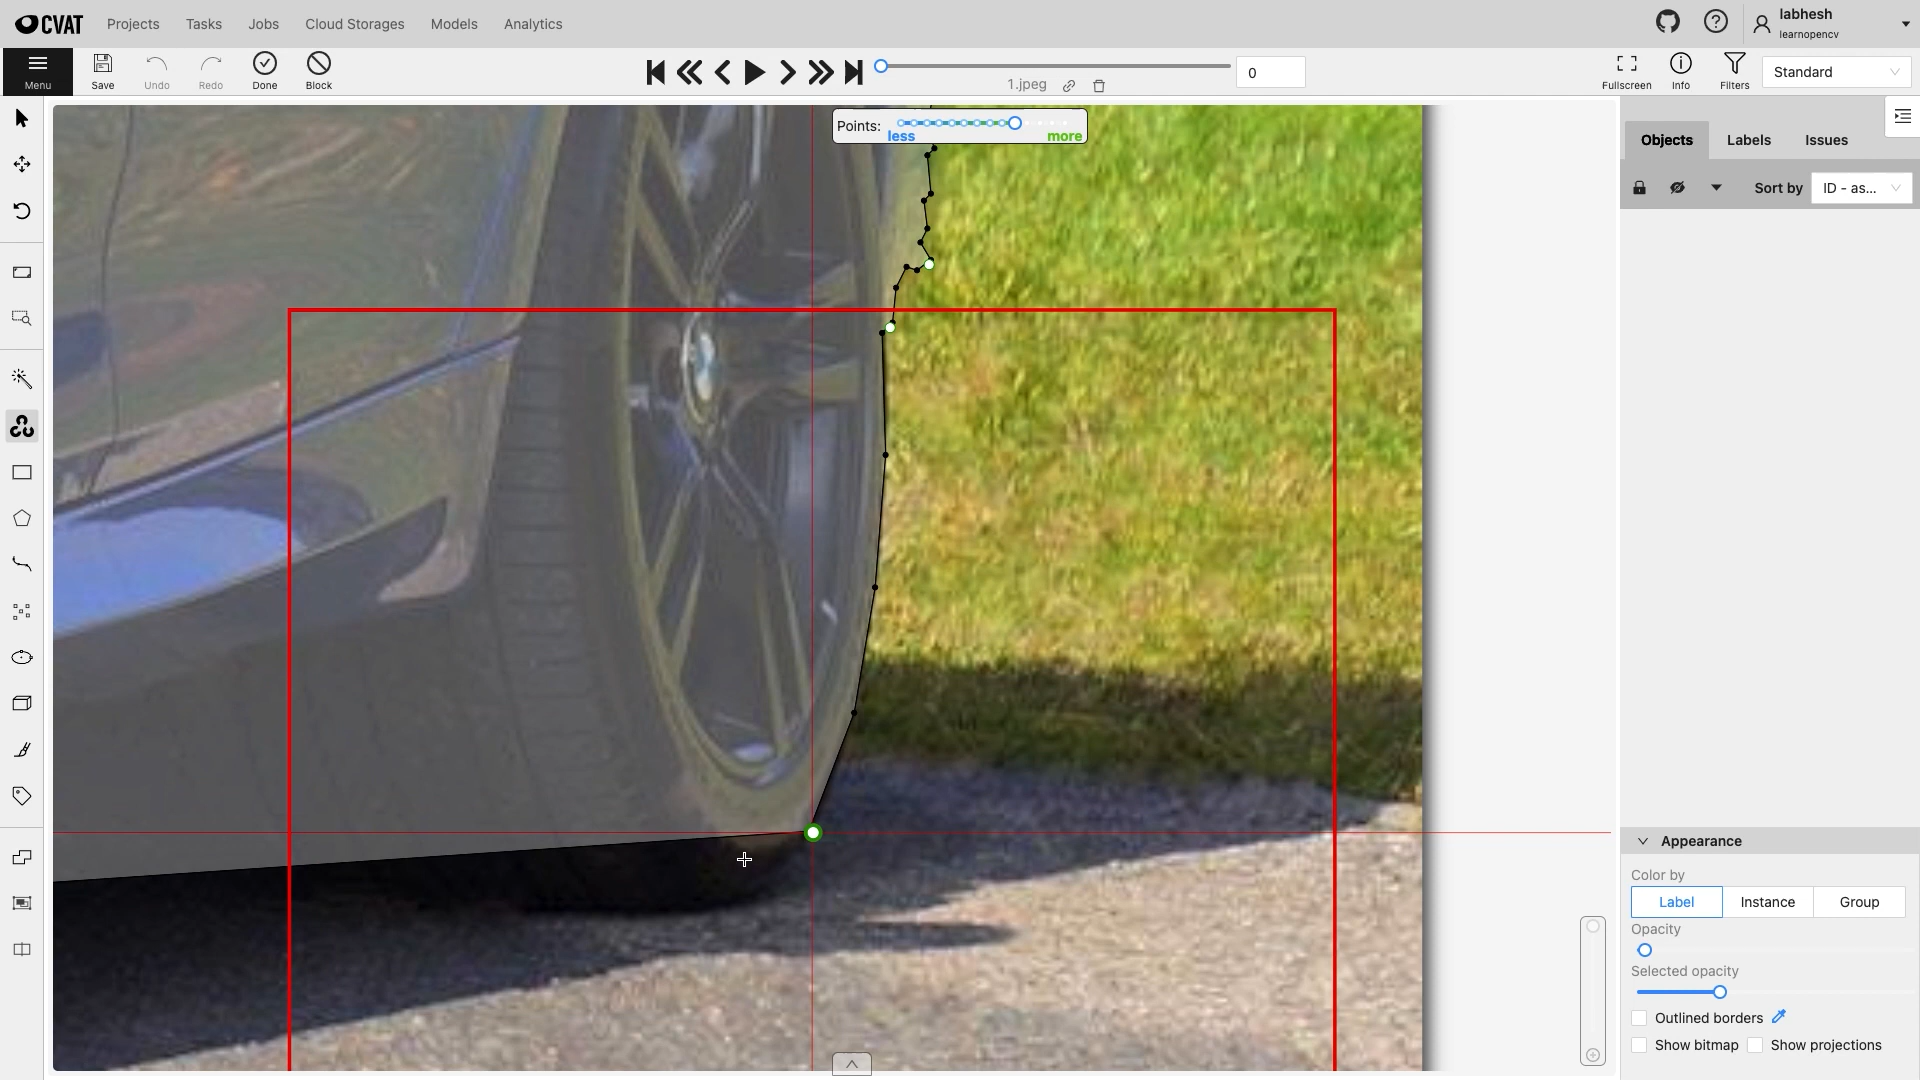 CVAT
Projects
Tasks
Jobs
Cloud Storages
Models
Analytics
labhesh
learnopencv
Menu
Save
Undo
Redo
Done
Block
1.jpeg
0
Fullscreen
Info
Filters
Standard
Points:
less
more
Objects
Labels
Issues
Sort by
ID - as...
Appearance
Color by
Label
Instance
Group
Opacity
Selected opacity
Outlined borders
Show bitmap
Show projections